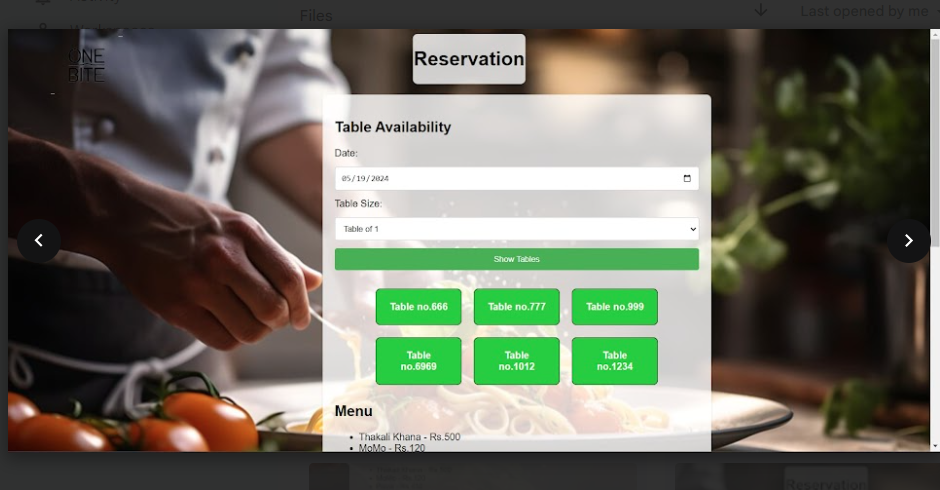 Files
Last opened by me
ONE
BITE
Reservation
Table Availability
Date:
05/19/2024
Table Size:
Table of 1
Show Tables
Table no.666
Table no.777
Table no.999
Table
no.6969
Table
no.1012
Table
no.1234
Menu
Thakali Khana - Rs.500
MoMo - Rs.120
Reservation